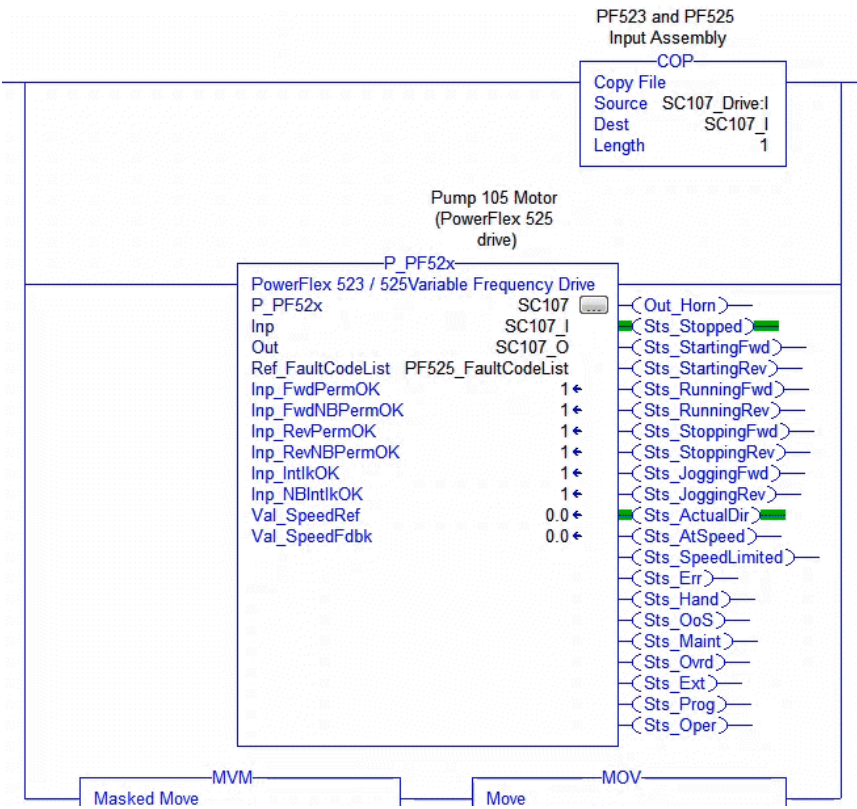 PF523 and PF525
Input Assembly
COP
Copy File
Source SC107_Drive:I
Dest SC107_I
Length 1
Pump 105 Motor
(PowerFlex 525
drive)
P_PF52x
PowerFlex 523 / 525Variable Frequency Drive
P_PF52x SC107 ... Out_Horn
Inp SC107_I Sts_Stopped
Out SC107_O Sts_StartingFwd
Ref_FaultCodeList PF525_FaultCodeList Sts_StartingRev
Inp_FwdPermOK 1 Sts_RunningFwd
Inp_FwdNBPermOK 1 Sts_RunningRev
Inp_RevPermOK 1 Sts_StoppingFwd
Inp_RevNBPermOK 1 Sts_StoppingRev
Inp_IntlkOK 1 Sts_JoggingFwd
Inp_NBIntlkOK 1 Sts_JoggingRev
Val_SpeedRef 0.0 Sts_ActualDir
Val_SpeedFdbk 0.0 Sts_AtSpeed
Sts_SpeedLimited
Sts_Err
Sts_Hand
Sts_OoS
Sts_Maint
Sts_Ovrd
Sts_Ext
Sts_Prog
Sts_Oper
MVM MOV
Masked Move Move